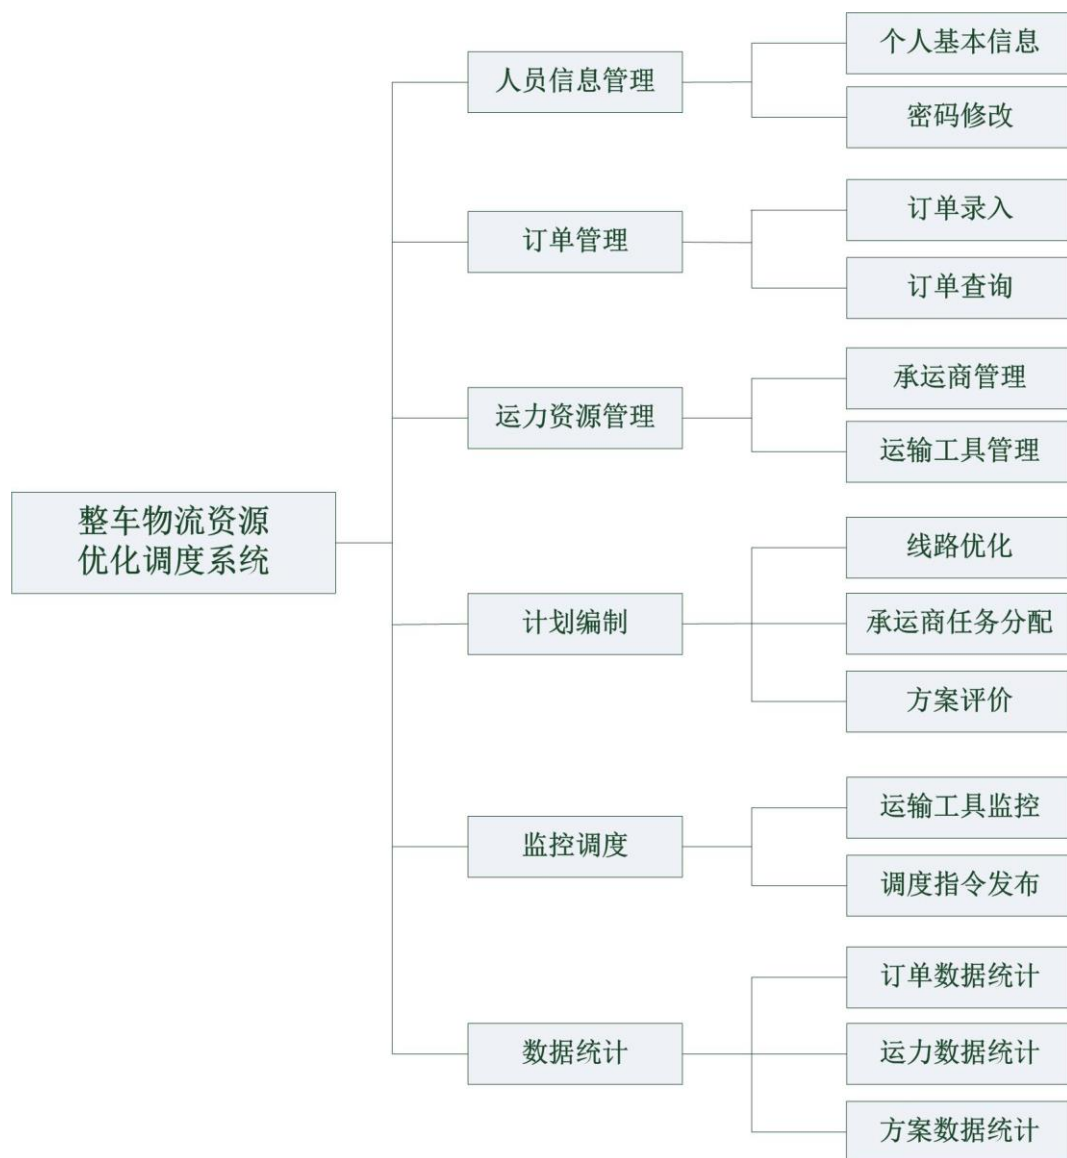 整车物流资源
优化调度系统
人员信息管理
个人基本信息
密码修改
订单管理
订单录入
订单查询
运力资源管理
承运商管理
运输工具管理
计划编制
线路优化
承运商任务分配
方案评价
监控调度
运输工具监控
调度指令发布
数据统计
订单数据统计
运力数据统计
方案数据统计